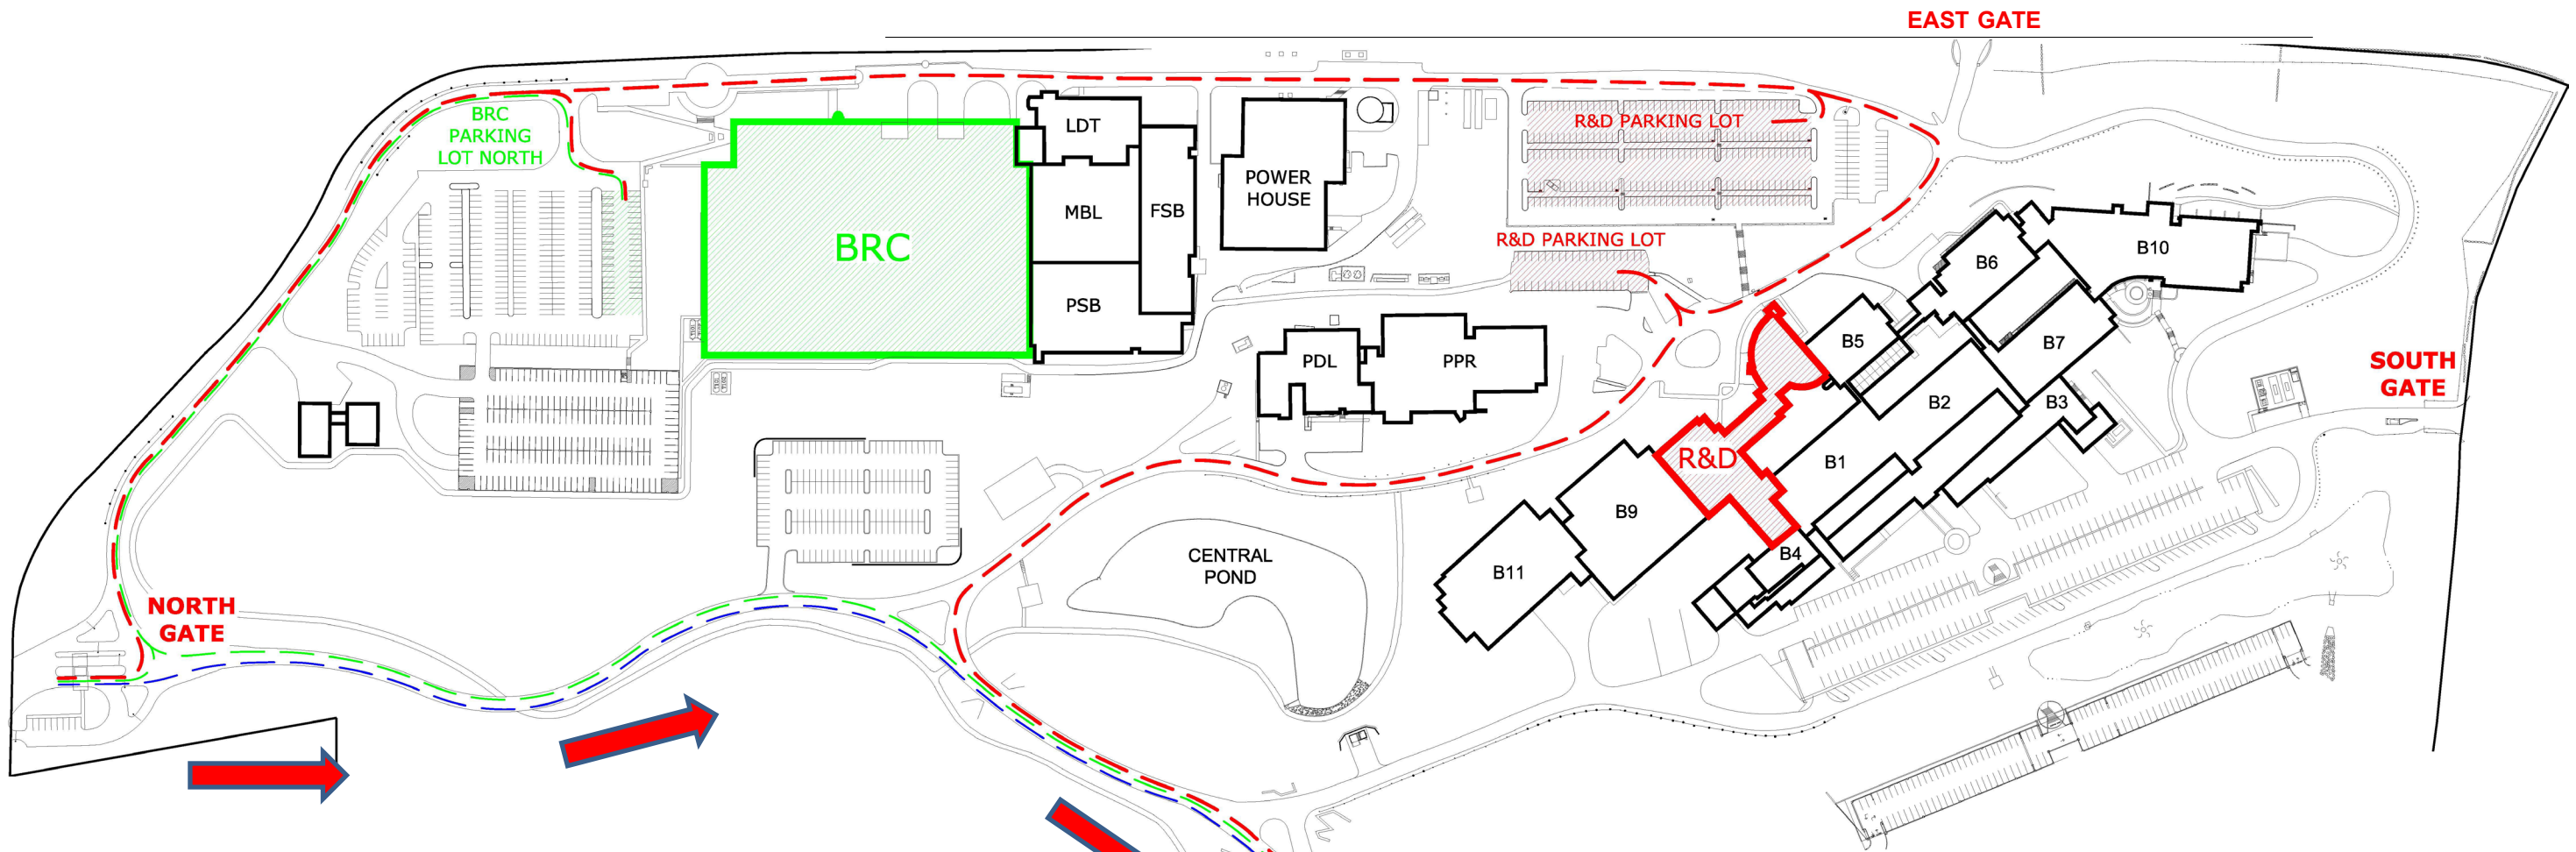 EAST GATE
BRC
PARKING
LOT NORTH
LDT
R&D PARKING LOT
POWER
HOUSE
MBL
FSB
BRC
R&D PARKING LOT
B6
B10
PSB
B5
B7
PDL
PPR
SOUTH
GATE
B2
B3
R&D
B1
B9
CENTRAL
POND
B11
B4
NORTH
GATE